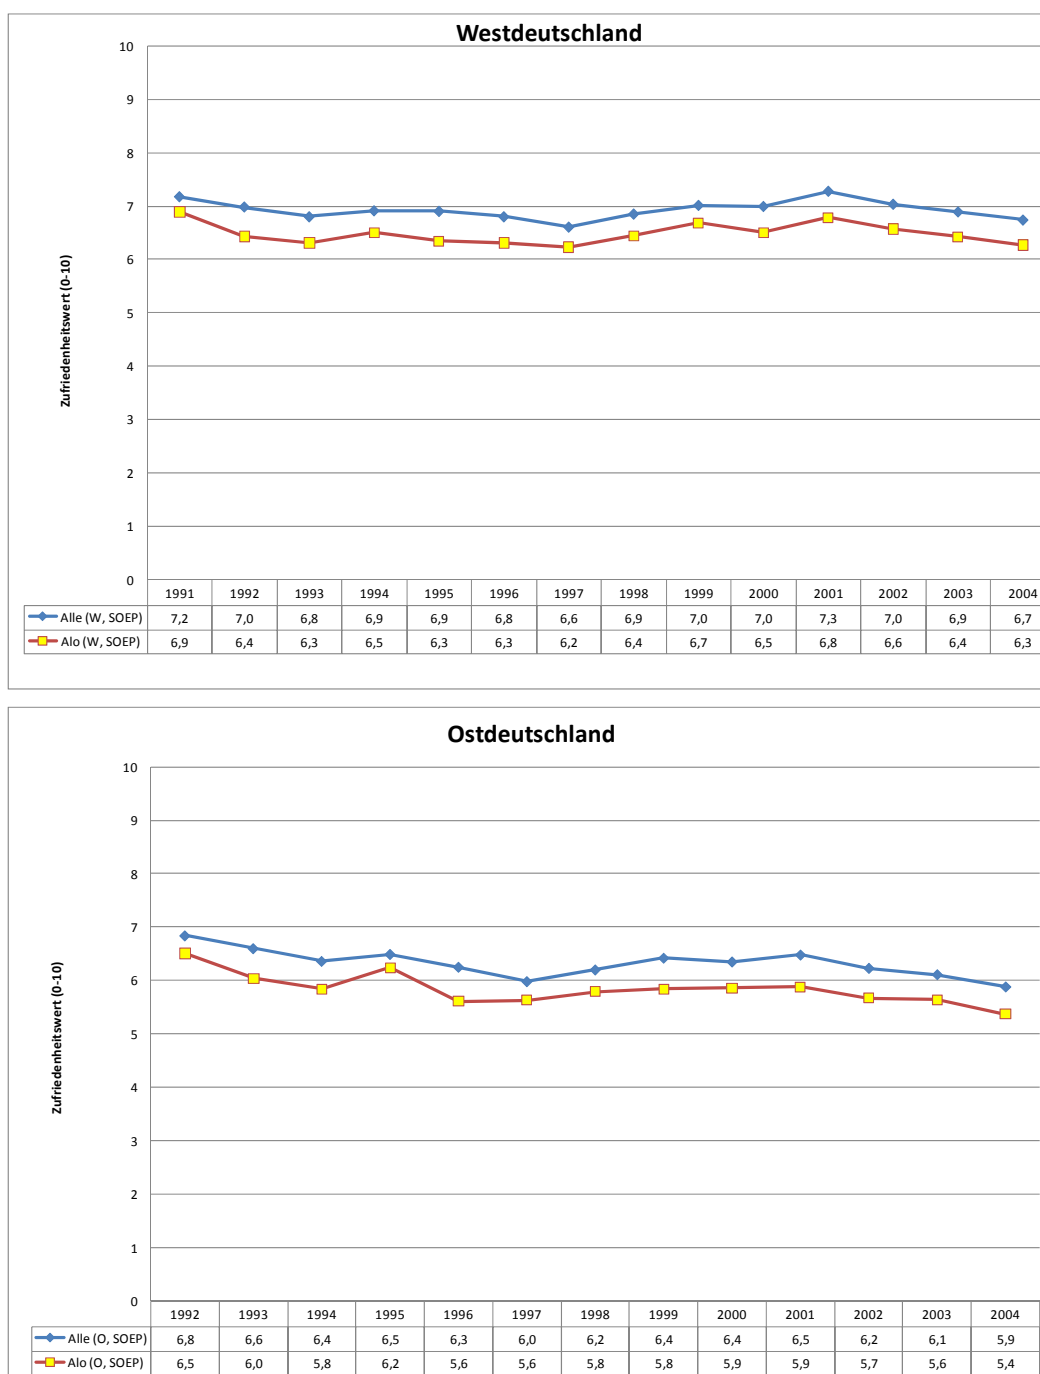 Westdeutschland
10
9
8
7
6
5
4
3
2
1
0
Zufriedenheitswert (0-10)
1991 1992 1993 1994 1995 1996 1997 1998 1999 2000 2001 2002 2003 2004
Alle (W, SOEP) 7,2 7,0 6,8 6,9 6,9 6,8 6,6 6,9 7,0 7,0 7,3 7,0 6,9 6,7
Alo (W, SOEP) 6,9 6,4 6,3 6,5 6,3 6,3 6,2 6,4 6,7 6,5 6,8 6,6 6,4 6,3
Ostdeutschland
10
9
8
7
6
5
4
3
2
1
0
Zufriedenheitswert (0-10)
1992 1993 1994 1995 1996 1997 1998 1999 2000 2001 2002 2003 2004
Alle (O, SOEP) 6,8 6,6 6,4 6,5 6,3 6,0 6,2 6,4 6,4 6,5 6,2 6,1 5,9
Alo (O, SOEP) 6,5 6,0 5,8 6,2 5,6 5,6 5,8 5,8 5,9 5,9 5,7 5,6 5,4